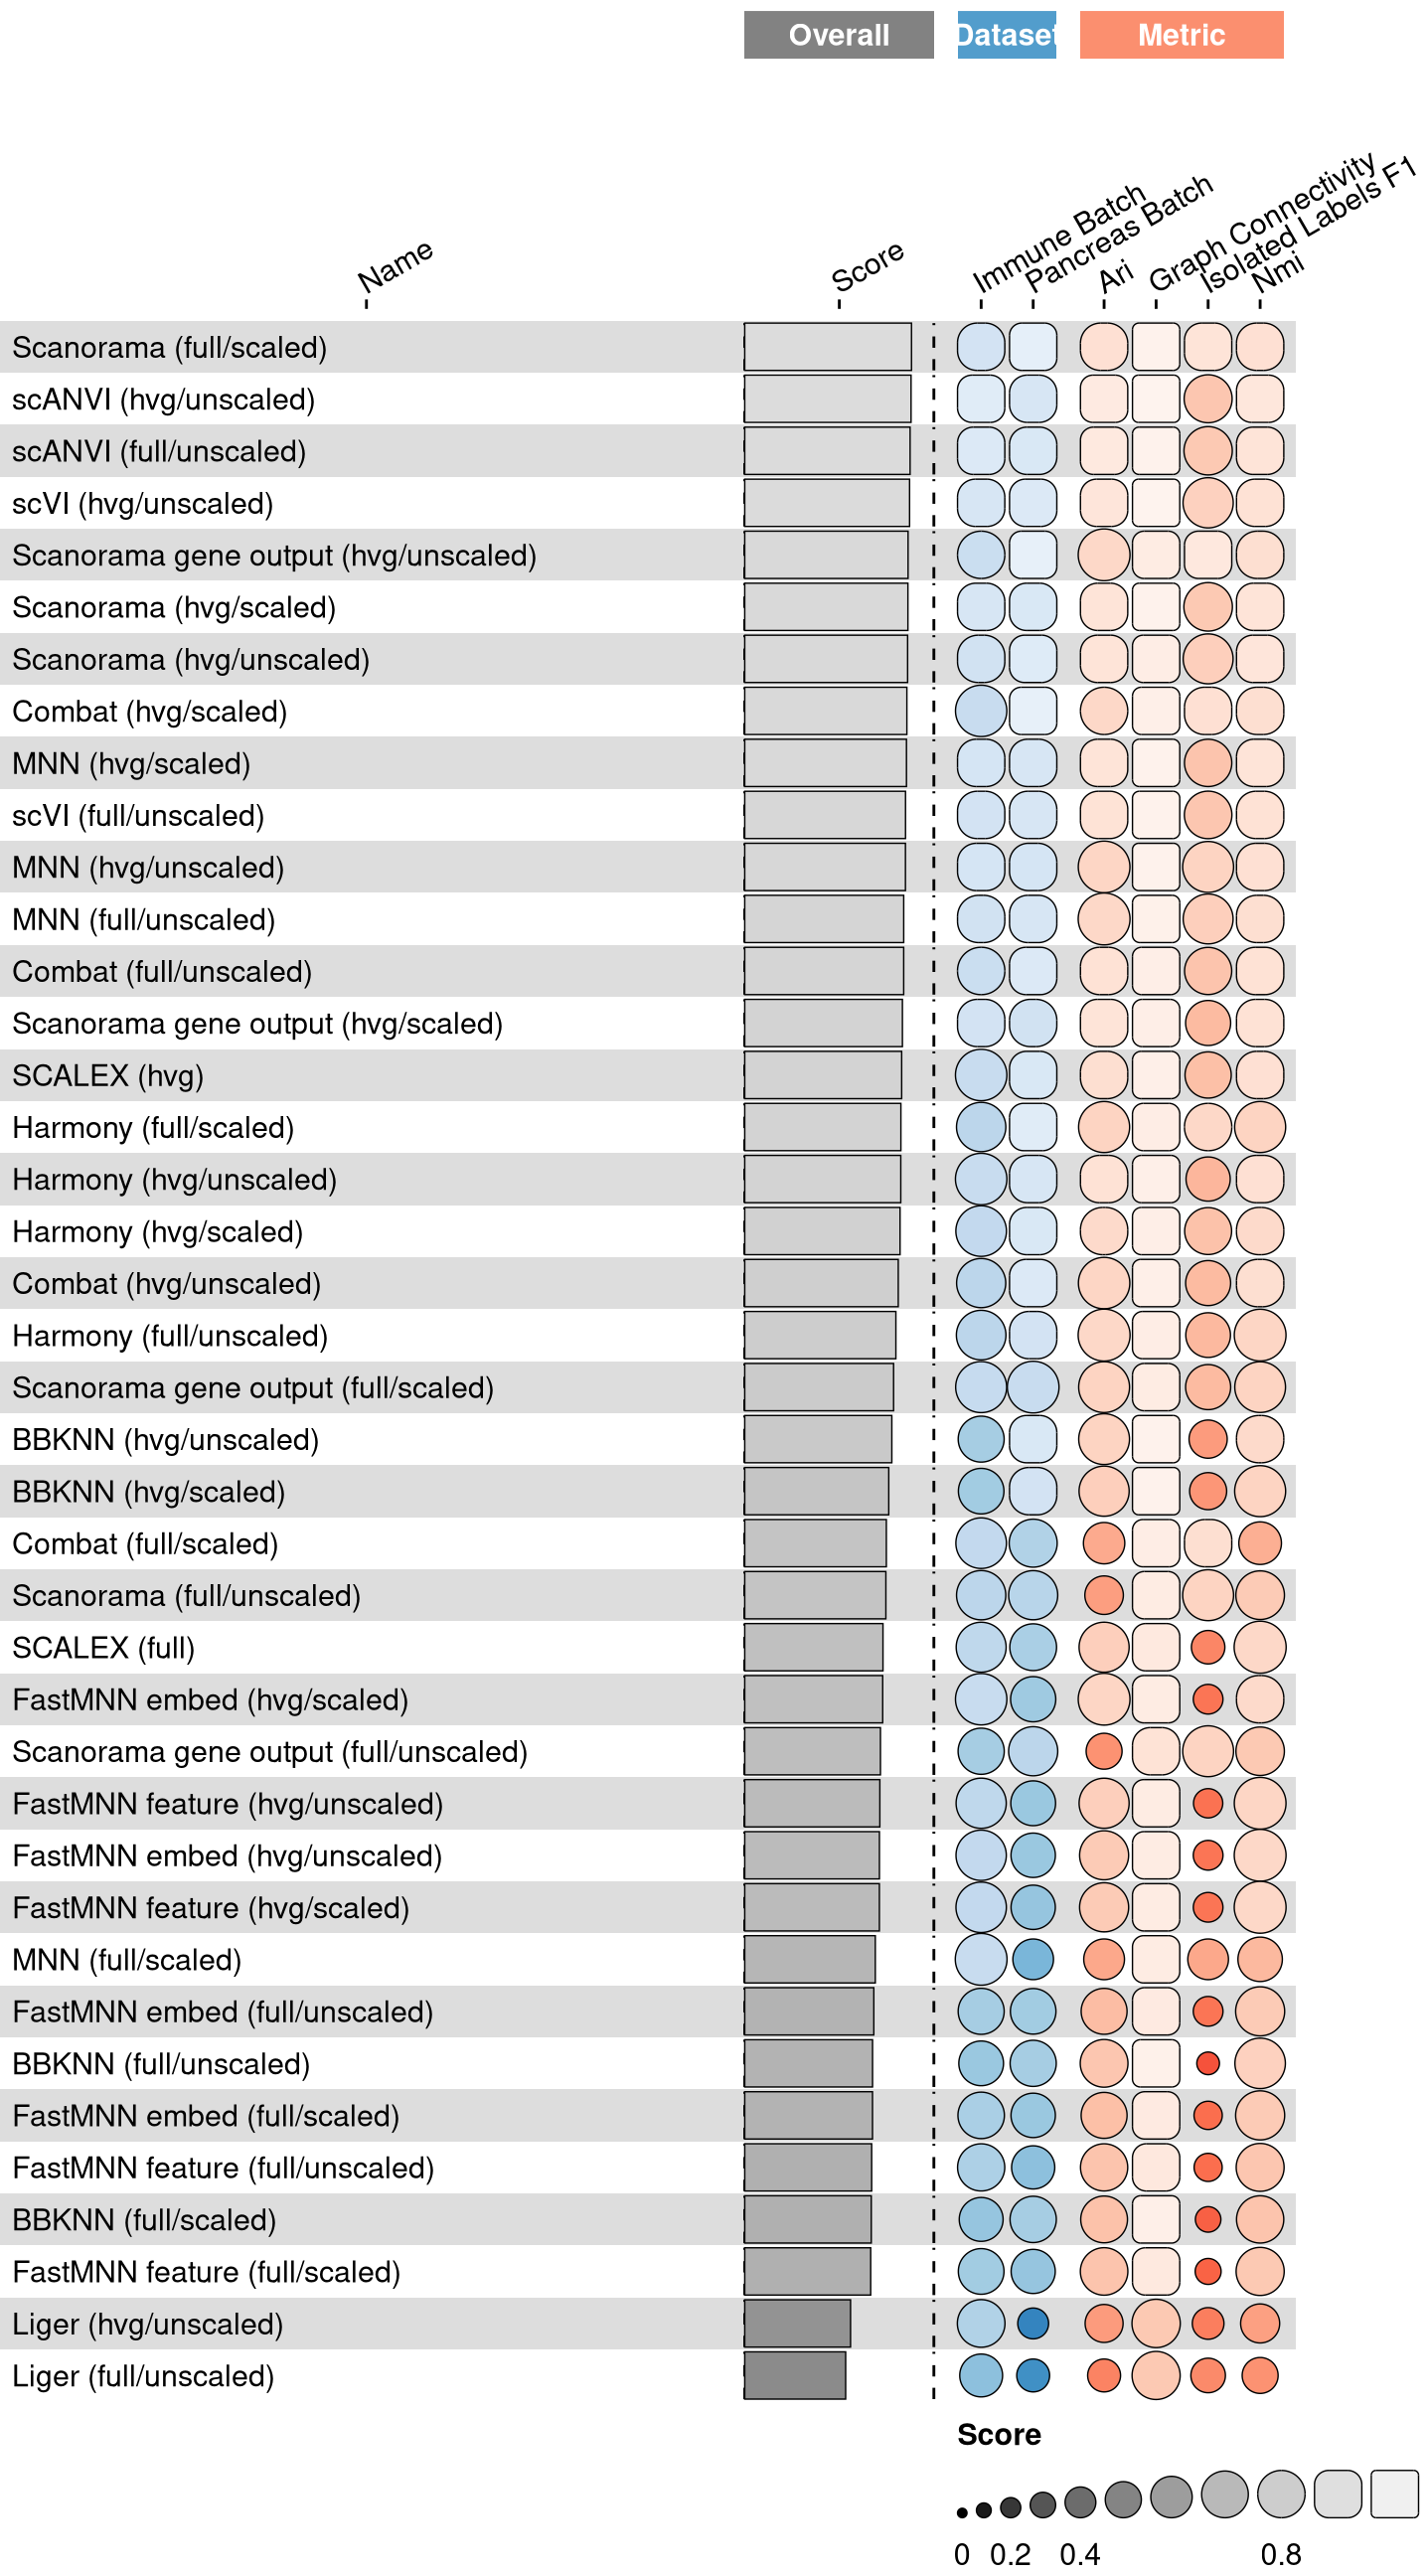 Overall Dataset Metric
Name Score Immune Batch Pancreas Batch Ari Graph Connectivity Isolated Labels F1 Nmi
Scanorama (full/scaled)
scANVI (hvg/unscaled)
scANVI (full/unscaled)
scVI (hvg/unscaled)
Scanorama gene output (hvg/unscaled)
Scanorama (hvg/scaled)
Scanorama (hvg/unscaled)
Combat (hvg/scaled)
MNN (hvg/scaled)
scVI (full/unscaled)
MNN (hvg/unscaled)
MNN (full/unscaled)
Combat (full/unscaled)
Scanorama gene output (hvg/scaled)
SCALEX (hvg)
Harmony (full/scaled)
Harmony (hvg/unscaled)
Harmony (hvg/scaled)
Combat (hvg/unscaled)
Harmony (full/unscaled)
Scanorama gene output (full/scaled)
BBKNN (hvg/unscaled)
BBKNN (hvg/scaled)
Combat (full/scaled)
Scanorama (full/unscaled)
SCALEX (full)
FastMNN embed (hvg/scaled)
Scanorama gene output (full/unscaled)
FastMNN feature (hvg/unscaled)
FastMNN embed (hvg/unscaled)
FastMNN feature (hvg/scaled)
MNN (full/scaled)
FastMNN embed (full/unscaled)
BBKNN (full/unscaled)
FastMNN embed (full/scaled)
FastMNN feature (full/unscaled)
BBKNN (full/scaled)
FastMNN feature (full/scaled)
Liger (hvg/unscaled)
Liger (full/unscaled)
Score
0 0.2 0.4 0.8